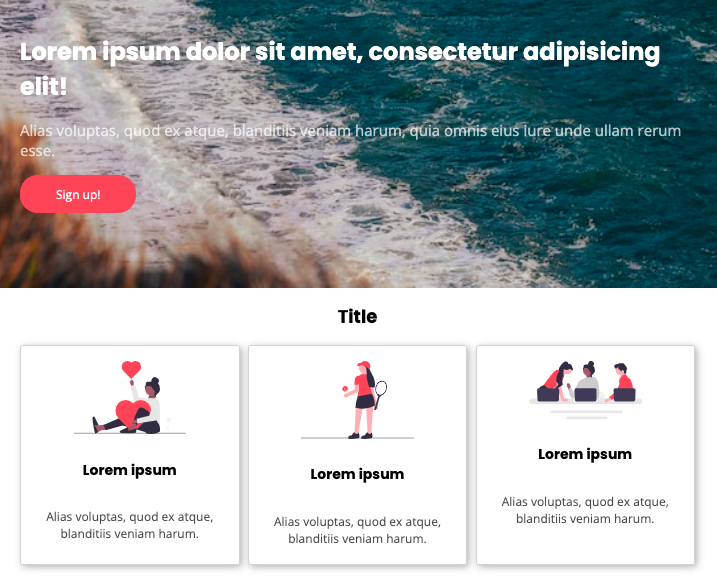 Lorem ipsum dolor sit amet, consectetur adipisicing
elit!
Alias voluptas, quod ex atque, blanditiis veniam harum, quia omnis eius iure unde ullam rerum
esse.
Sign up!
Title
Lorem ipsum
Alias voluptas, quod ex atque,
blanditiis veniam harum.
Lorem ipsum
Alias voluptas, quod ex atque,
blanditiis veniam harum.
Lorem ipsum
Alias voluptas, quod ex atque,
blanditiis veniam harum.